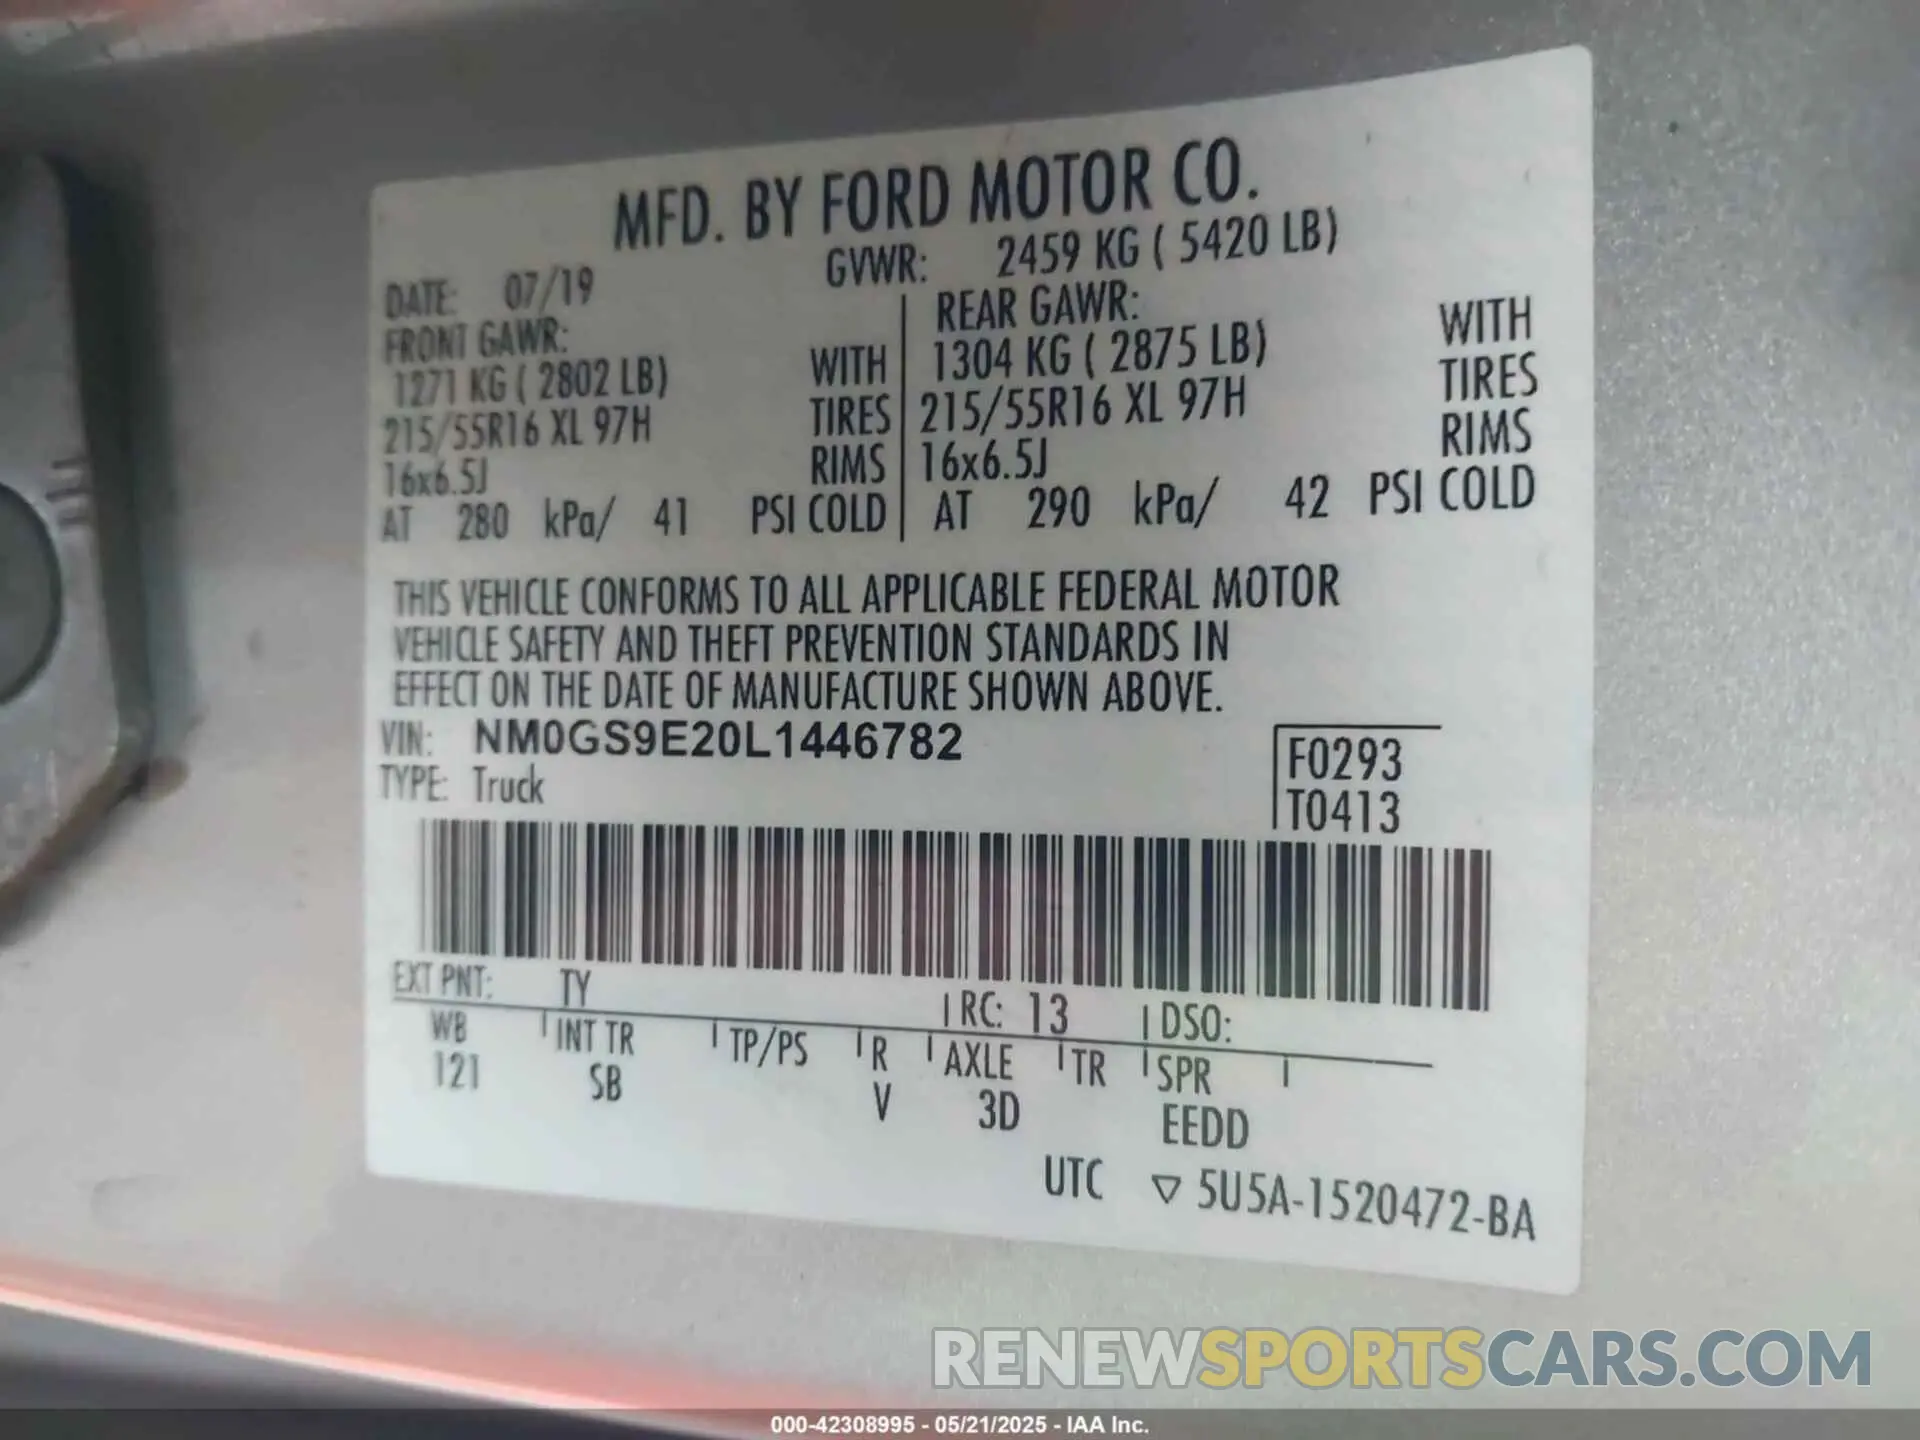 MFD. BY FORD MOTOR CO.
DATE: 07/19 GVWR: 2459 KG ( 5420 LB)
FRONT GAWR: REAR GAWR:
1271 KG ( 2802 LB) WITH 1304 KG ( 2875 LB) WITH
215/55R16 XL 97H TIRES 215/55R16 XL 97H TIRES
16x6.5J RIMS 16x6.5J RIMS
AT 280 kPa/ 41 PSI COLD AT 290 kPa/ 42 PSI COLD
THIS VEHICLE CONFORMS TO ALL APPLICABLE FEDERAL MOTOR
VEHICLE SAFETY AND THEFT PREVENTION STANDARDS IN
EFFECT ON THE DATE OF MANUFACTURE SHOWN ABOVE.
VIN: NM0GS9E20L1446782
TYPE: Truck
F0293
T0413
EXT PNT: TY RC: 13 DSO:
WB INT TR TP/PS R AXLE TR SPR
121 SB V 3D EEDD
UTC ▽ 5U5A-1520472-BA
RENEWSPORTSCARS.COM
000-42308995 - 05/21/2025 - IAA Inc.